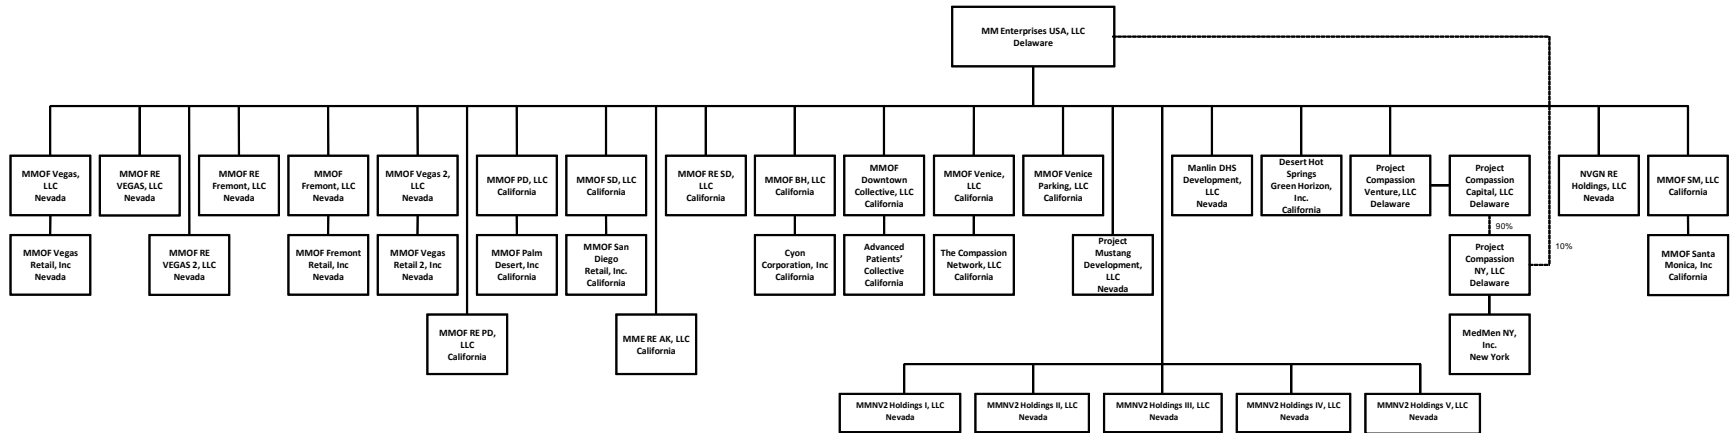 MM Enterprises USA, LLC
Delaware
MMOF Vegas,
LLC
Nevada
MMOF RE
VEGAS, LLC
Nevada
MMOF RE
Fremont, LLC
Nevada
MMOF
Fremont, LLC
Nevada
MMOF Vegas 2,
LLC
Nevada
MMOF PD, LLC
California
MMOF SD, LLC
California
MMOF RE SD,
LLC
California
MMOF BH, LLC
California
MMOF
Downtown
Collective, LLC
California
MMOF Venice,
LLC
California
MMOF Venice
Parking, LLC
California
Manlin DHS
Development,
LLC
Nevada
Desert Hot
Springs
Green Horizon,
Inc.
California
Project
Compassion
Venture, LLC
Delaware
Project
Compassion
Capital, LLC
Delaware
NVGN RE
Holdings, LLC
Nevada
MMOF SM, LLC
California
90%
10%
MMOF Vegas
Retail, Inc
Nevada
MMOF RE
VEGAS 2, LLC
Nevada
MMOF Fremont
Retail, Inc
Nevada
MMOF Vegas
Retail 2, Inc
Nevada
MMOF Palm
Desert, Inc
California
MMOF San
Diego
Retail, Inc.
California
Cyon
Corporation, Inc
California
Advanced
Patients’
Collective
California
The Compassion
Network, LLC
California
Project
Mustang
Development,
LLC
Nevada
Project
Compassion
NY, LLC
Delaware
MMOF Santa
Monica, Inc
California
MMOF RE PD,
LLC
California
MME RE AK, LLC
California
MedMen NY,
Inc.
New York
MMNV2 Holdings I, LLC
Nevada
MMNV2 Holdings II, LLC
Nevada
MMNV2 Holdings III, LLC
Nevada
MMNV2 Holdings IV, LLC
Nevada
MMNV2 Holdings V, LLC
Nevada